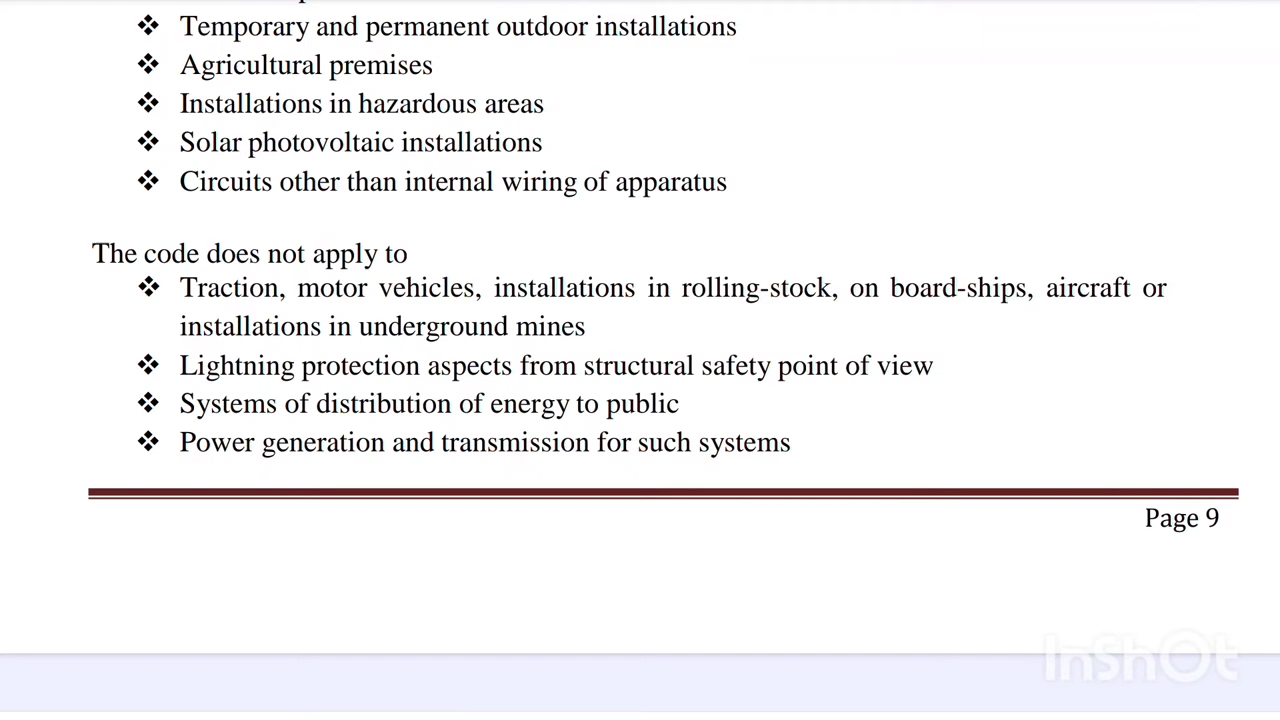 ❖ Temporary and permanent outdoor installations
❖ Agricultural premises
❖ Installations in hazardous areas
❖ Solar photovoltaic installations
❖ Circuits other than internal wiring of apparatus
The code does not apply to
❖ Traction, motor vehicles, installations in rolling-stock, on board-ships, aircraft or
installations in underground mines
❖ Lightning protection aspects from structural safety point of view
❖ Systems of distribution of energy to public
❖ Power generation and transmission for such systems
Page 9
InShOt